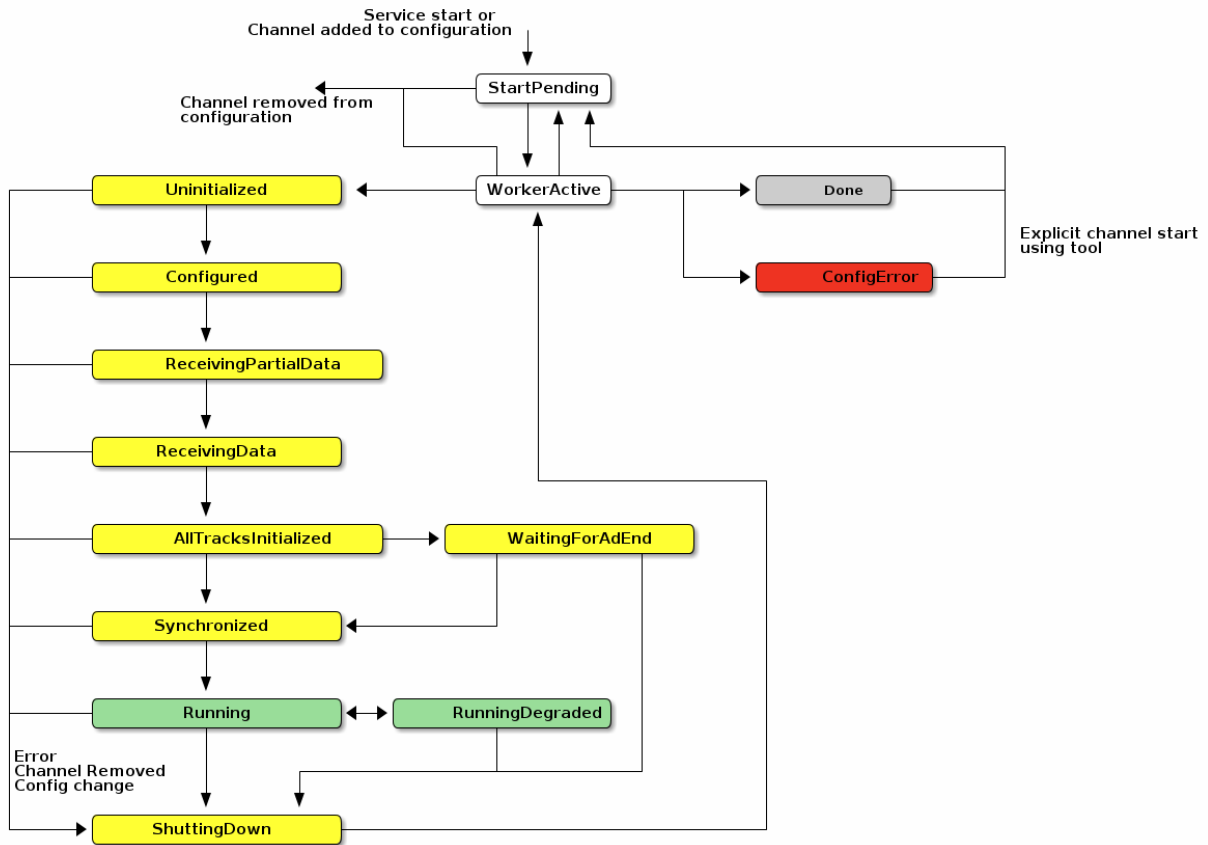 Service start or
Channel added to configuration
StartPending
Channel removed from
configuration
Uninitialized
WorkerActive
Done
Explicit channel start
using tool
Configured
ConfigError
ReceivingPartialData
ReceivingData
AllTracksInitialized
WaitingForAdEnd
Synchronized
Running
RunningDegraded
Error
Channel Removed
Config change
ShuttingDown